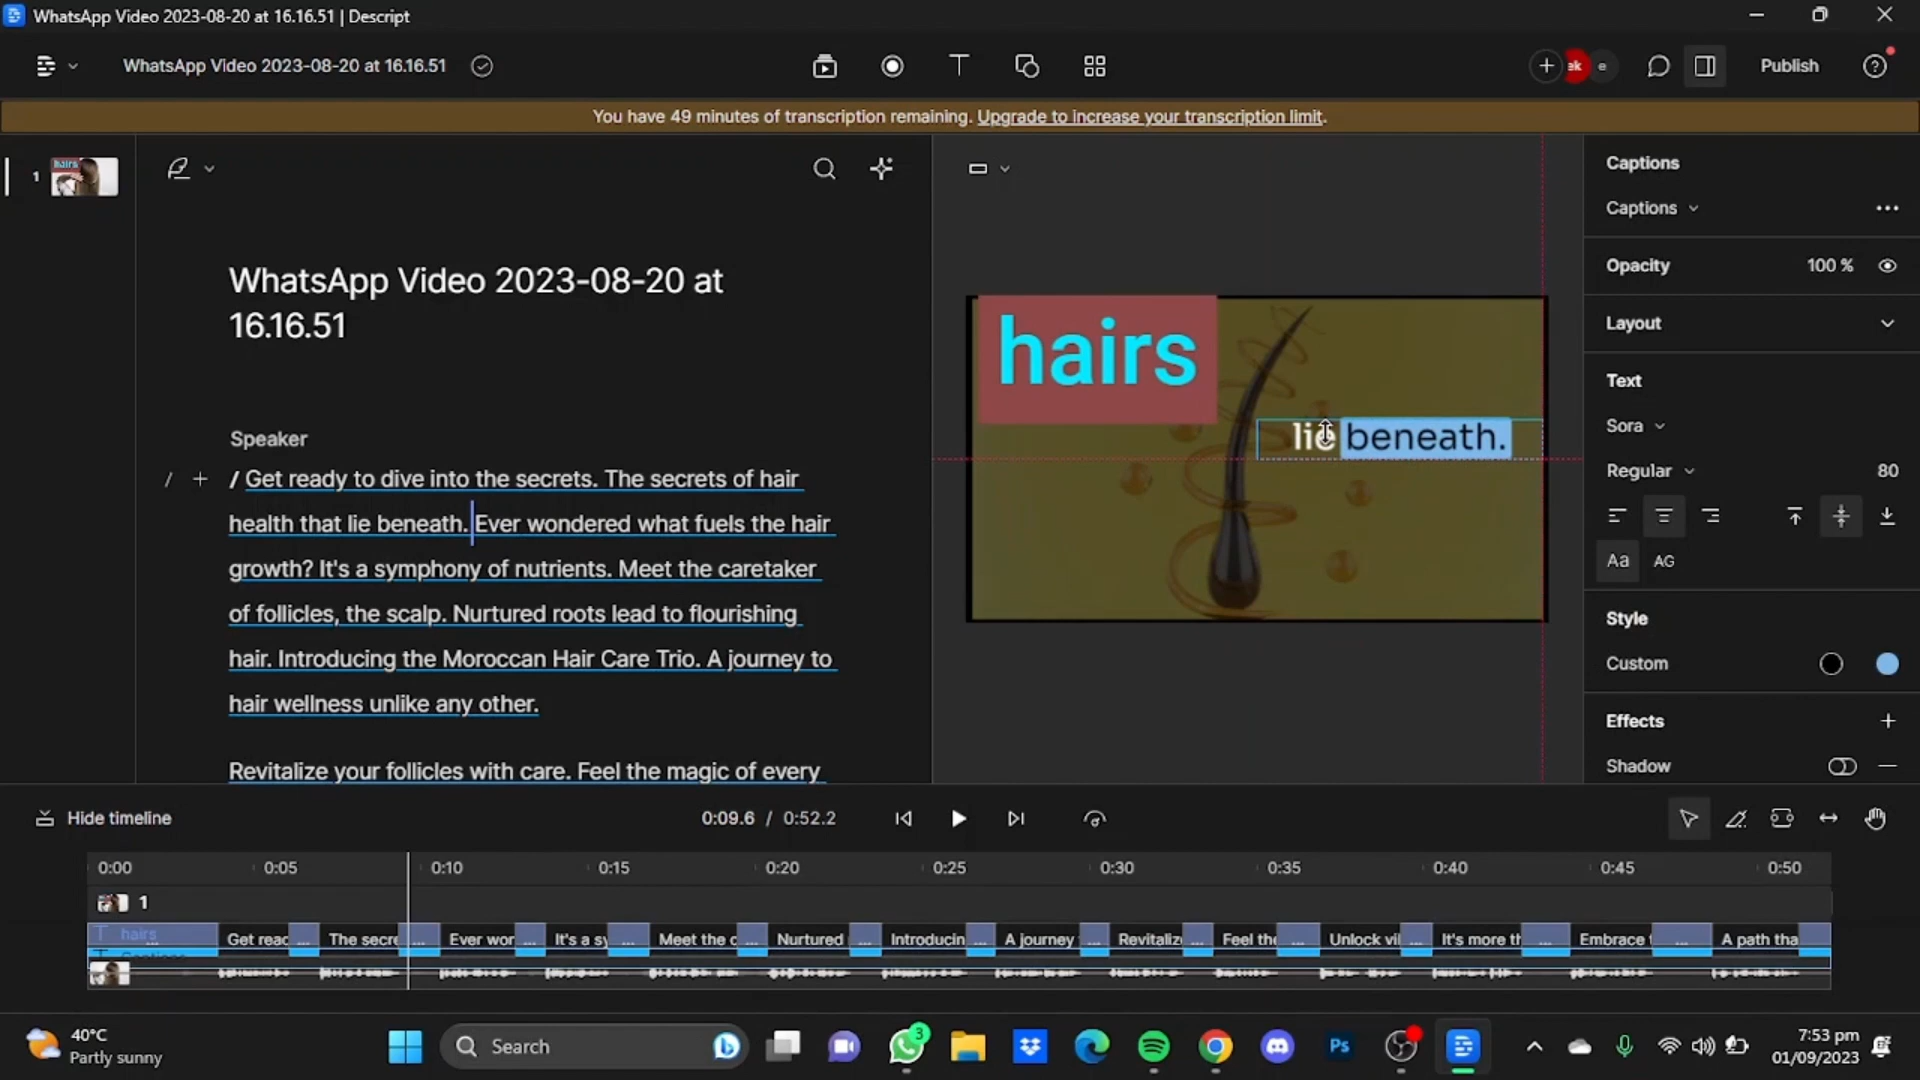 WhatsApp Video 2023-08-20 at 16.16.51 | Descript
WhatsApp Video 2023-08-20 at 16.16.51
ek
e
Publish
You have 49 minutes of transcription remaining. Upgrade to increase your transcription limit.
1
hairs
WhatsApp Video 2023-08-20 at
16.16.51
Speaker
/ + / Get ready to dive into the secrets. The secrets of hair
health that lie beneath. Ever wondered what fuels the hair
growth? It's a symphony of nutrients. Meet the caretaker
of follicles, the scalp. Nurtured roots lead to flourishing
hair. Introducing the Moroccan Hair Care Trio. A journey to
hair wellness unlike any other.
Revitalize your follicles with care. Feel the magic of every
hairs
lie beneath.
Captions
Captions
Opacity 100 %
Layout
Text
Sora
Regular 80
Aa AG
Style
Custom
Effects
Shadow
Hide timeline
0:09.6 / 0:52.2
0:00 0:05 0:10 0:15 0:20 0:25 0:30 0:35 0:40 0:45 0:50
1
hairs
... Get reac ... The secre ... Ever wor ... It's a sy ... Meet the c ... Nurtured ... Introducin ... A journey ... Revitaliz ... Feel the ... Unlock vil ... It's more th ... Embrace t ... A path tha
40°C
Partly sunny
Search
3
Ps
7:53 pm
01/09/2023